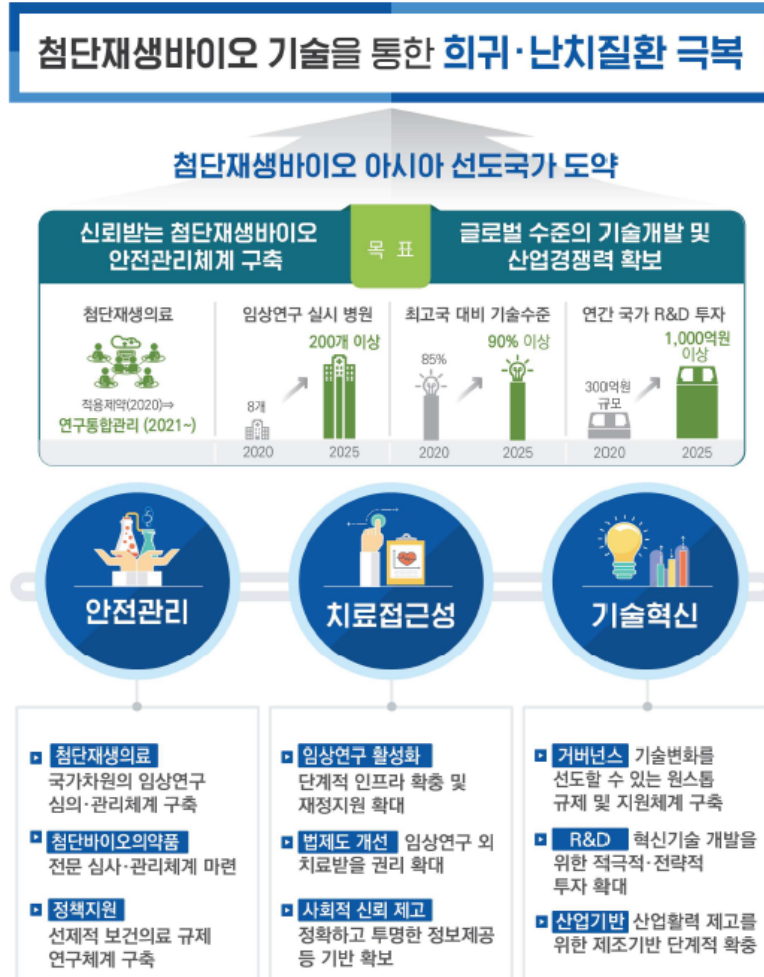 첨단재생바이오 기술을 통한 희귀·난치질환 극복
첨단재생바이오 아시아 선도국가 도약
신뢰받는 첨단재생바이오
안전관리체계 구축
목 표
글로벌 수준의 기술개발 및
산업경쟁력 확보
첨단재생의료
적용제약(2020)⇒
연구통합관리 (2021~)
임상연구 실시 병원
200개 이상
8개
2020 2025
최고국 대비 기술수준
90% 이상
85%
2020 2025
연간 국가 R&D 투자
1,000억원
이상
300억원
규모
2020 2025
안전관리
치료접근성
기술혁신
첨단재생의료
국가차원의 임상연구
심의·관리체계 구축
첨단바이오의약품
전문 심사·관리체계 마련
정책지원
선제적 보건의료 규제
연구체계 구축
임상연구 활성화
단계적 인프라 확충 및
재정지원 확대
법제도 개선 임상연구 외
치료받을 권리 확대
사회적 신뢰 제고
정확하고 투명한 정보제공
등 기반 확보
거버넌스 기술변화를
선도할 수 있는 원스톱
규제 및 지원체계 구축
R&D 혁신기술 개발을
위한 적극적·전략적
투자 확대
산업기반 산업활력 제고를
위한 제조기반 단계적 확충